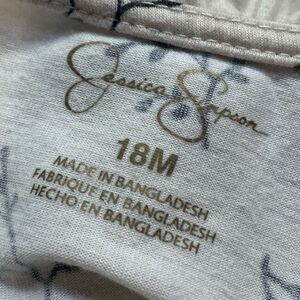 Jessica Simpson
18M
MADE IN BANGLADESH
FABRIQUE EN BANGLADESH
HECHO EN BANGLADESH